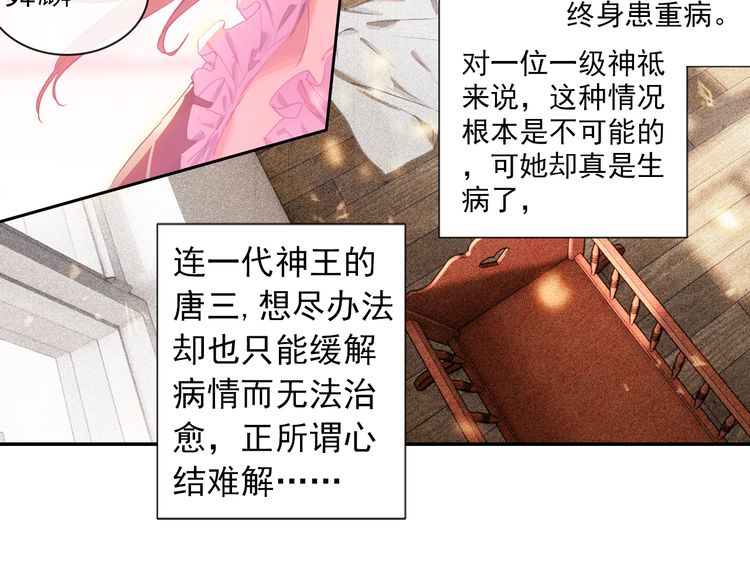 终身患重病。
对一位一级神祇
来说，这种情况
根本是不可能的
，可她却真是生
病了，
连一代神王的
唐三,想尽办法
却也只能缓解
病情而无法治
愈，正所谓心
结难解……